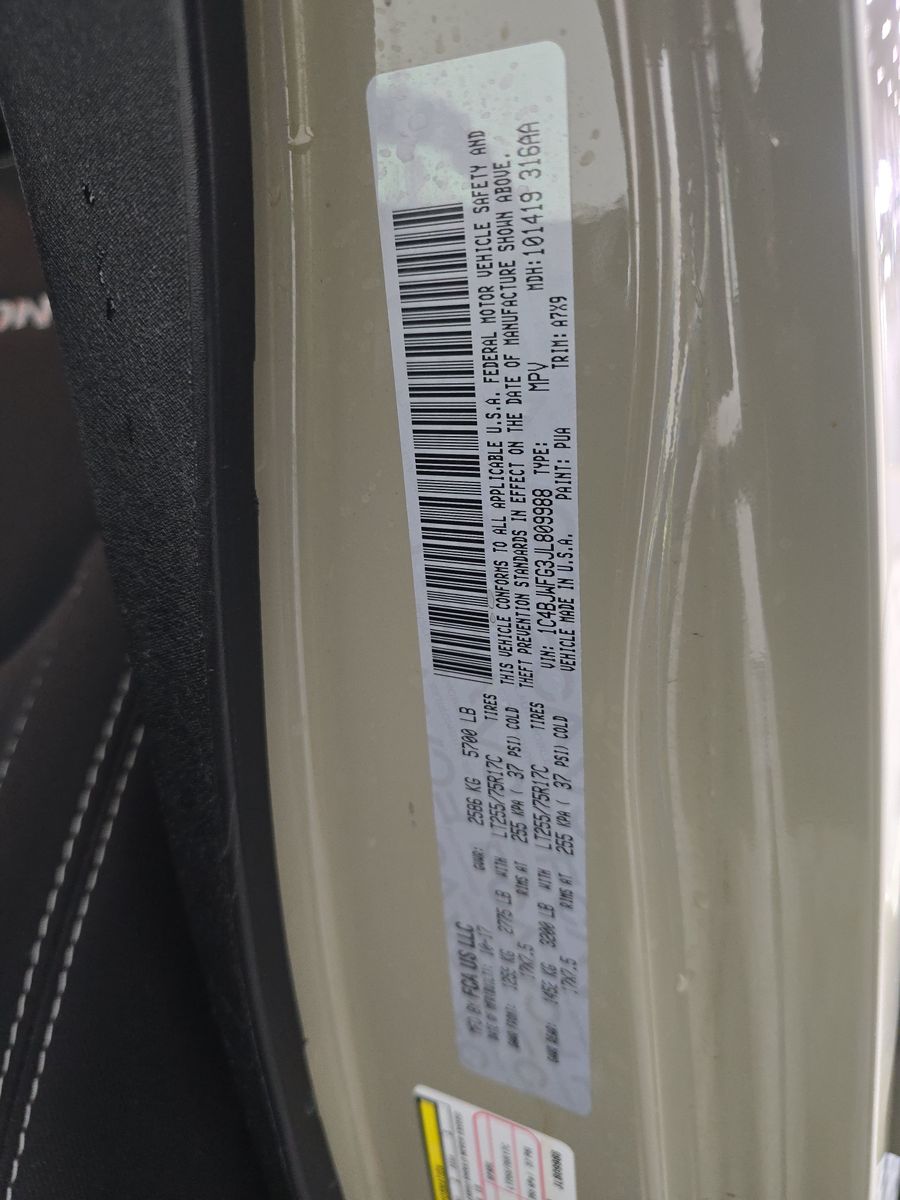 MFD BY: FCA US LLC
DATE OF MFR: 10-17 GVWR: 2586 KG 5700 LB
GAWR FRONT: 1259 KG 2775 LB WITH LT255/75R17C TIRES
17X7.5 RIMS AT 255 KPA ( 37 PSI) COLD
GAWR REAR: 1452 KG 3200 LB WITH LT255/75R17C TIRES
17X7.5 RIMS AT 255 KPA ( 37 PSI) COLD
THIS VEHICLE CONFORMS TO ALL APPLICABLE U.S.A. FEDERAL MOTOR VEHICLE SAFETY AND
THEFT PREVENTION STANDARDS IN EFFECT ON THE DATE OF MANUFACTURE SHOWN ABOVE.
VIN: 1C4BJWFG3JL809988 TYPE: MPV MDH:101419 316AA
VEHICLE MADE IN U.S.A. PAINT: PUA TRIM: A7X9
JL809988